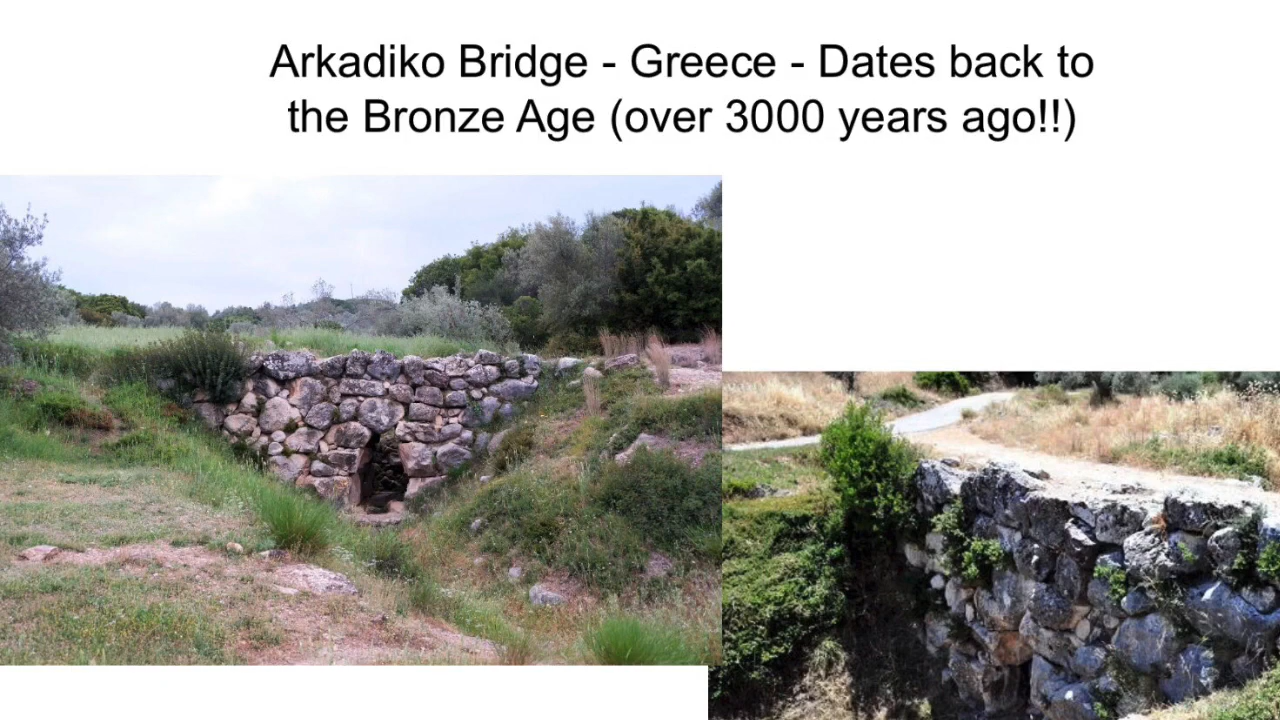 Arkadiko Bridge - Greece - Dates back to
the Bronze Age (over 3000 years ago!!)